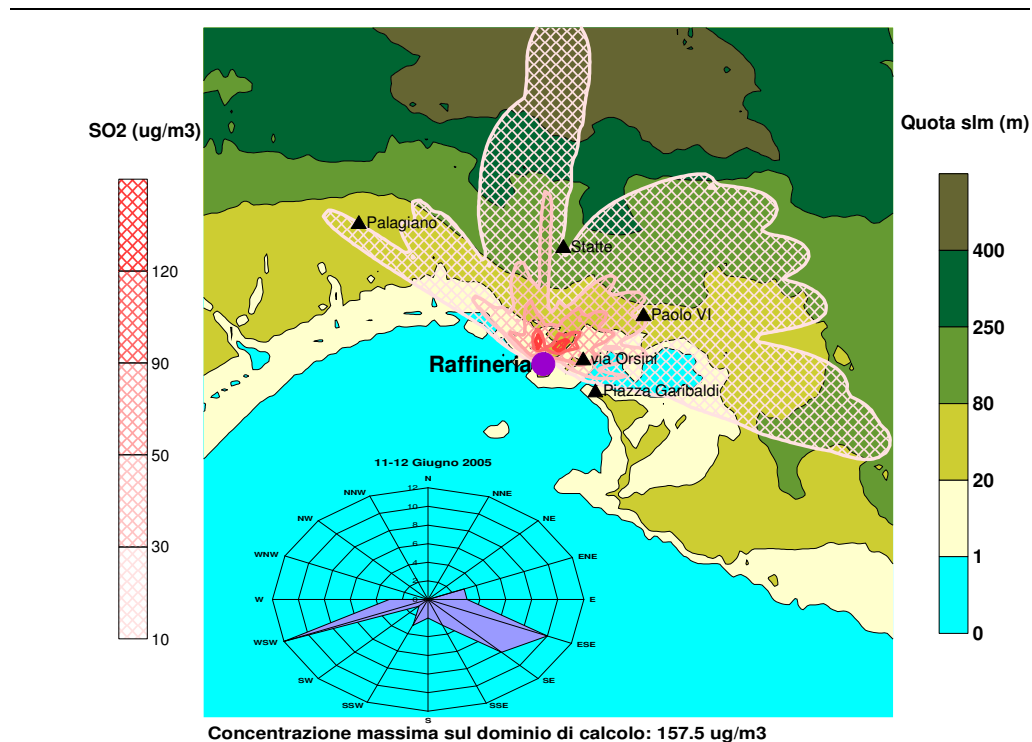 SO2 (ug/m3)
120
90
50
30
10
Quota slm (m)
400
250
80
20
1
0
Palagiano
Statte
Paolo VI
via Orsini
Raffineria
Piazza Garibaldi
11-12 Giugno 2005
N
NNE
NE
ENE
E
ESE
SE
SSE
S
SSW
SW
WSW
W
WNW
NW
NNW
12
10
8
6
4
2
0
Concentrazione massima sul dominio di calcolo: 157.5 ug/m3